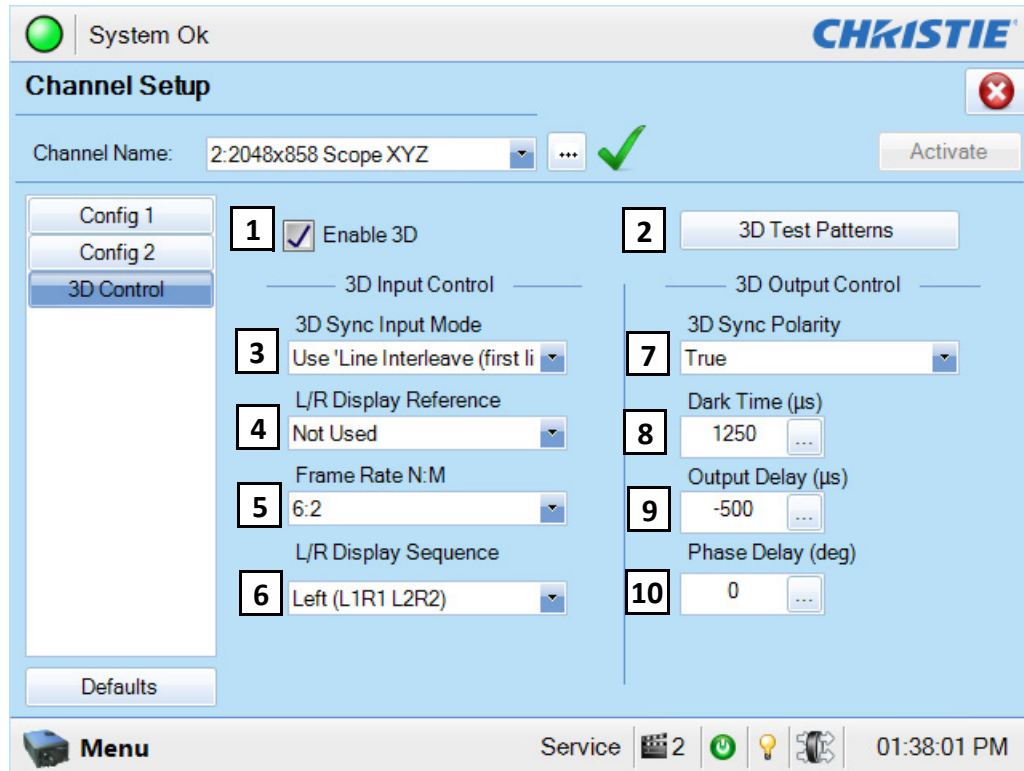 System Ok
CHRISTIE
Channel Setup
Channel Name:
2:2048x858 Scope XYZ
...
Activate
Config 1
Config 2
3D Control
Defaults
1
Enable 3D
2
3D Test Patterns
3D Input Control
3D Sync Input Mode
3
Use 'Line Interleave (first li
L/R Display Reference
4
Not Used
Frame Rate N:M
5
6:2
L/R Display Sequence
6
Left (L1R1 L2R2)
3D Output Control
3D Sync Polarity
7
True
Dark Time (µs)
8
1250
...
Output Delay (µs)
9
-500
...
Phase Delay (deg)
10
0
...
Menu
Service
2
01:38:01 PM